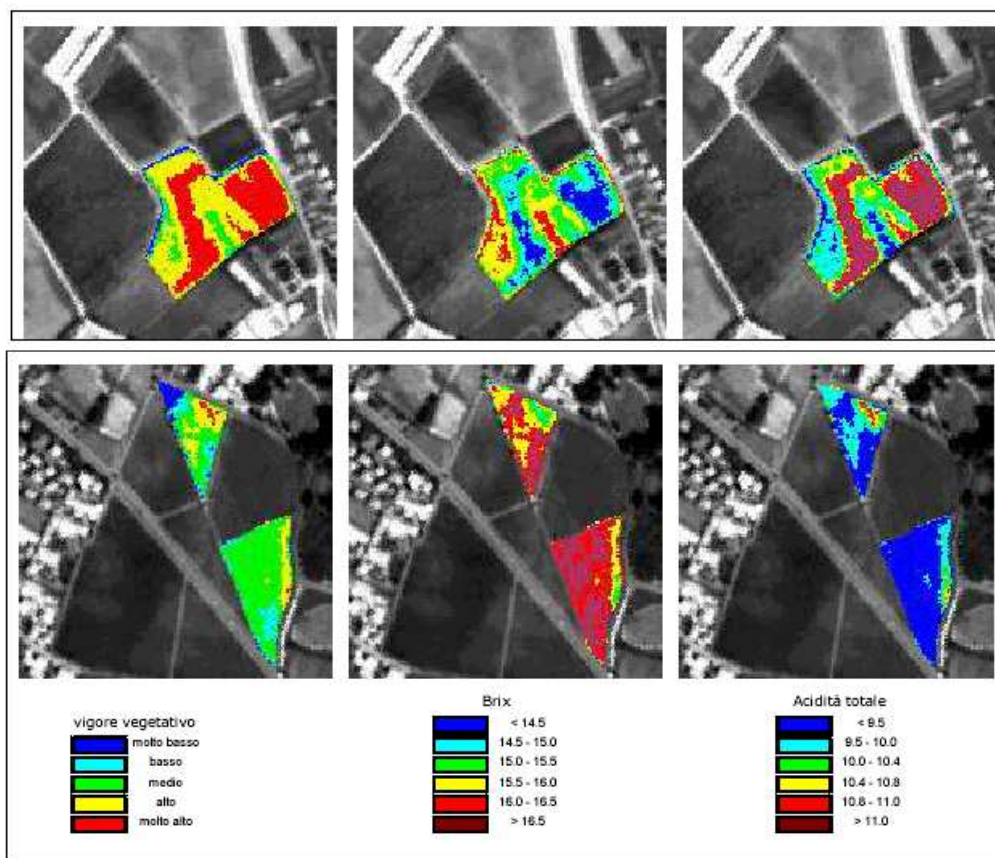 vigore vegetativo
molto basso
basso
medio
alto
molto alto
Brix
< 14.5
14.5 - 15.0
15.0 - 15.5
15.5 - 16.0
16.0 - 16.5
> 16.5
Acidità totale
< 9.5
9.5 - 10.0
10.0 - 10.4
10.4 - 10.8
10.8 - 11.0
> 11.0